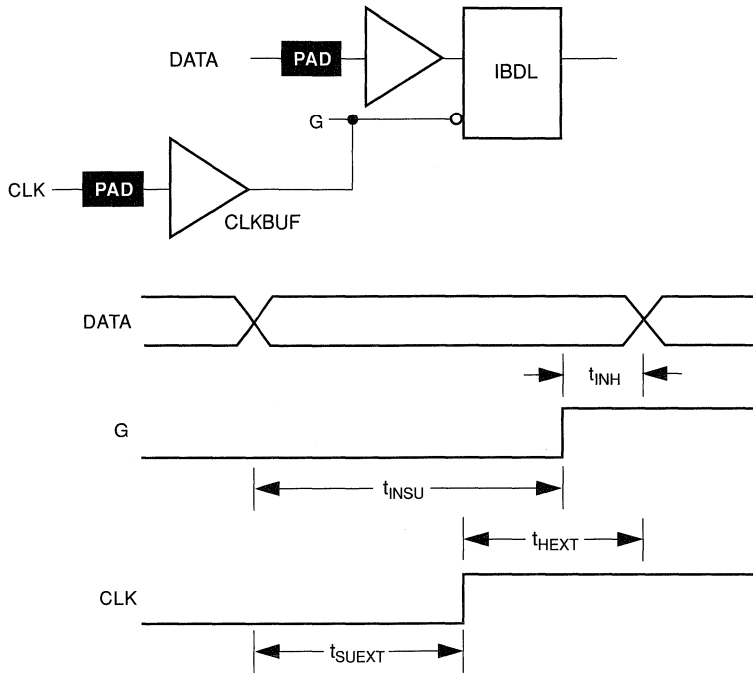 DATA
PAD
IBDL
G
CLK
PAD
CLKBUF
DATA
tINH
G
tINSU
tHEXT
CLK
tSUEXT